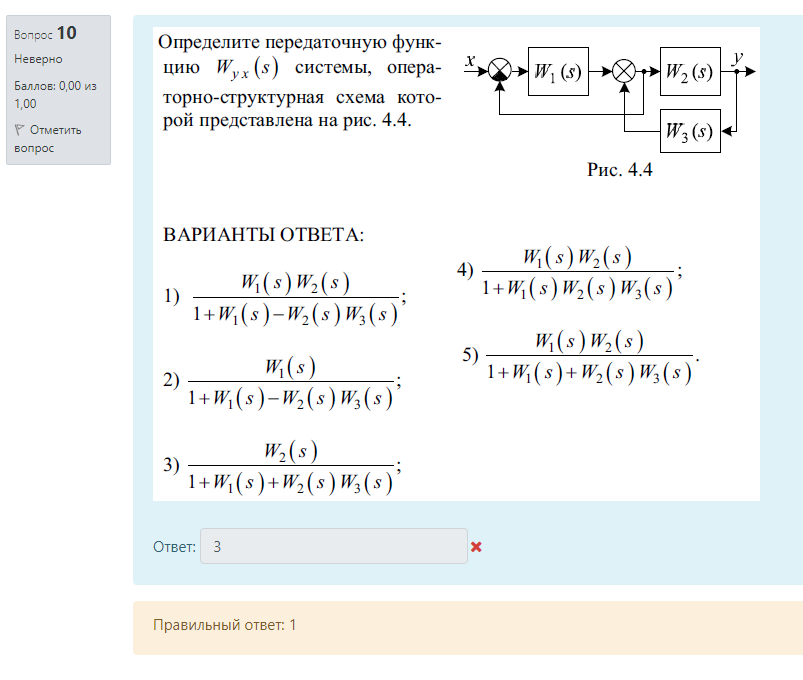 Вопрос 10
Неверно
Баллов: 0,00 из
1,00
Отметить
вопрос
Определите передаточную функ-
цию W_yx(s) системы, опера-
торно-структурная схема кото-
рой представлена на рис. 4.4.
x W₁(s) W₂(s) y
W₃(s)
Рис. 4.4
ВАРИАНТЫ ОТВЕТА:
1) W₁(s)W₂(s) / 1+W₁(s)−W₂(s)W₃(s);
2) W₁(s) / 1+W₁(s)−W₂(s)W₃(s);
3) W₂(s) / 1+W₁(s)+W₂(s)W₃(s);
4) W₁(s)W₂(s) / 1+W₁(s)W₂(s)W₃(s);
5) W₁(s)W₂(s) / 1+W₁(s)+W₂(s)W₃(s).
Ответ: 3
Правильный ответ: 1